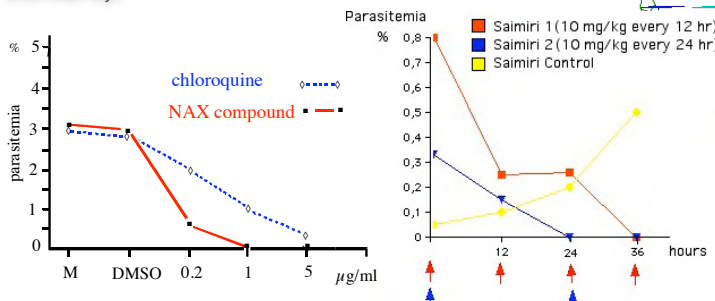 %
5
4
3
2
1
0
parasitemia
chloroquine
NAX compound
M DMSO 0.2 1 5 µg/ml
Parasitemia
%
Saimiri 1 (10 mg/kg every 12 hr)
Saimiri 2 (10 mg/kg every 24 hr)
Saimiri Control
0,8
0,7
0,6
0,5
0,4
0,3
0,2
0,1
0
12 24 36 hours